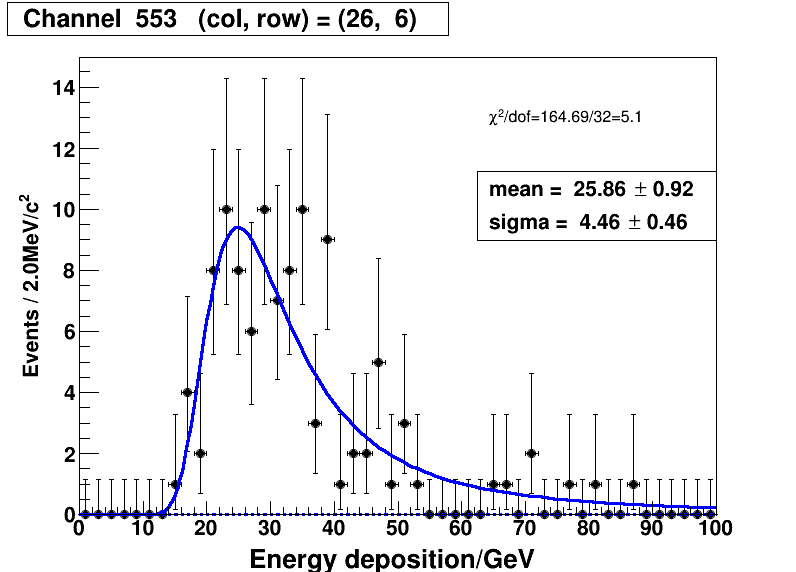 Channel 553 (col, row) = (26, 6)
χ²/dof=164.69/32=5.1
mean = 25.86 ± 0.92
sigma = 4.46 ± 0.46
Events / 2.0MeV/c²
14
12
10
8
6
4
2
0
0 10 20 30 40 50 60 70 80 90 100
Energy deposition/GeV